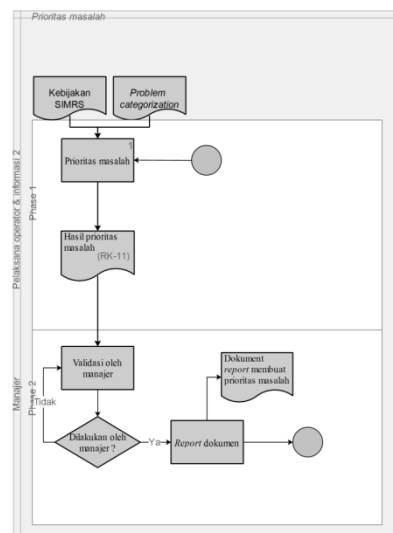 Prioritas masalah
Kebijakan
SIMRS
Problem
categorization
Pelaksana operator & informasi 2
Phase 1
1
Prioritas masalah
Hasil prioritas
masalah
(RK-11)
Manajer
Phase 2
Validasi oleh
manajer
Tidak
Dilakukan oleh
manajer ?
Ya
Report dokumen
Dokumen
report membuat
prioritas masalah